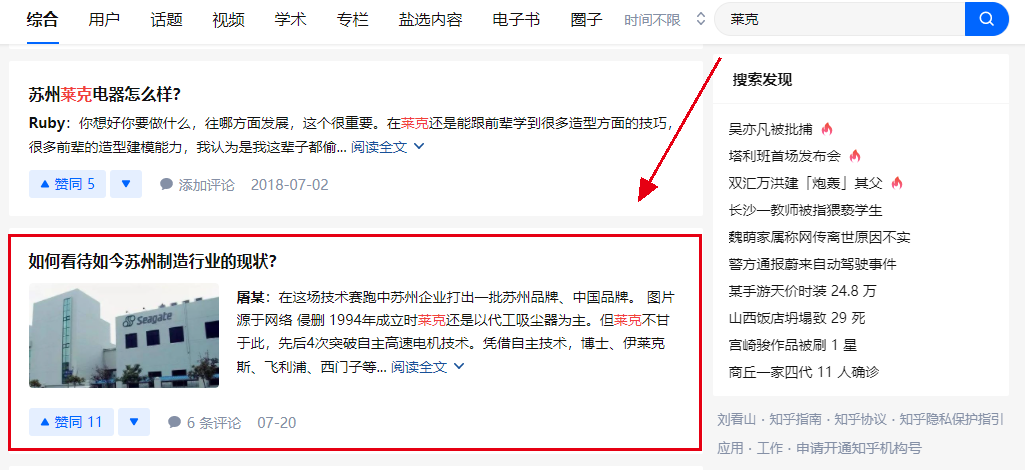 综合 用户 话题 视频 学术 专栏 盐选内容 电子书 圈子 时间不限 莱克
苏州莱克电器怎么样?
Ruby：你想好你要做什么，往哪方面发展，这个很重要。在莱克还是能跟前辈学到很多造型方面的技巧，
很多前辈的造型建模能力，我认为是我这辈子都偷... 阅读全文
赞同 5 添加评论 2018-07-02
如何看待如今苏州制造行业的现状?
Seagate
屠某：在这场技术赛跑中苏州企业打出一批苏州品牌、中国品牌。 图片
源于网络 侵删 1994年成立时莱克还是以代工吸尘器为主。但莱克不甘
于此，先后4次突破自主高速电机技术。凭借自主技术，博士、伊莱克
斯、飞利浦、西门子等... 阅读全文
赞同 11 6 条评论 07-20
搜索发现
吴亦凡被批捕
塔利班首场发布会
双汇万洪建「炮轰」其父
长沙一教师被指猥亵学生
魏萌家属称网传离世原因不实
警方通报蔚来自动驾驶事件
某手游天价时装 24.8 万
山西饭店坍塌致 29 死
宫崎骏作品被刷 1 星
商丘一家四代 11 人确诊
刘看山 · 知乎指南 · 知乎协议 · 知乎隐私保护指引
应用 · 工作 · 申请开通知乎机构号